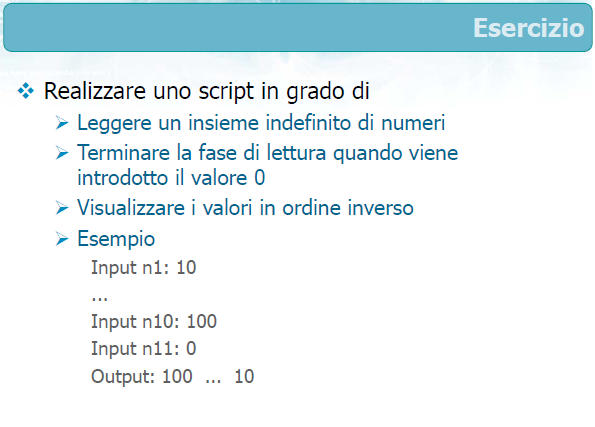 Esercizio
Realizzare uno script in grado di
Leggere un insieme indefinito di numeri
Terminare la fase di lettura quando viene
introdotto il valore 0
Visualizzare i valori in ordine inverso
Esempio
Input n1: 10
...
Input n10: 100
Input n11: 0
Output: 100 ... 10